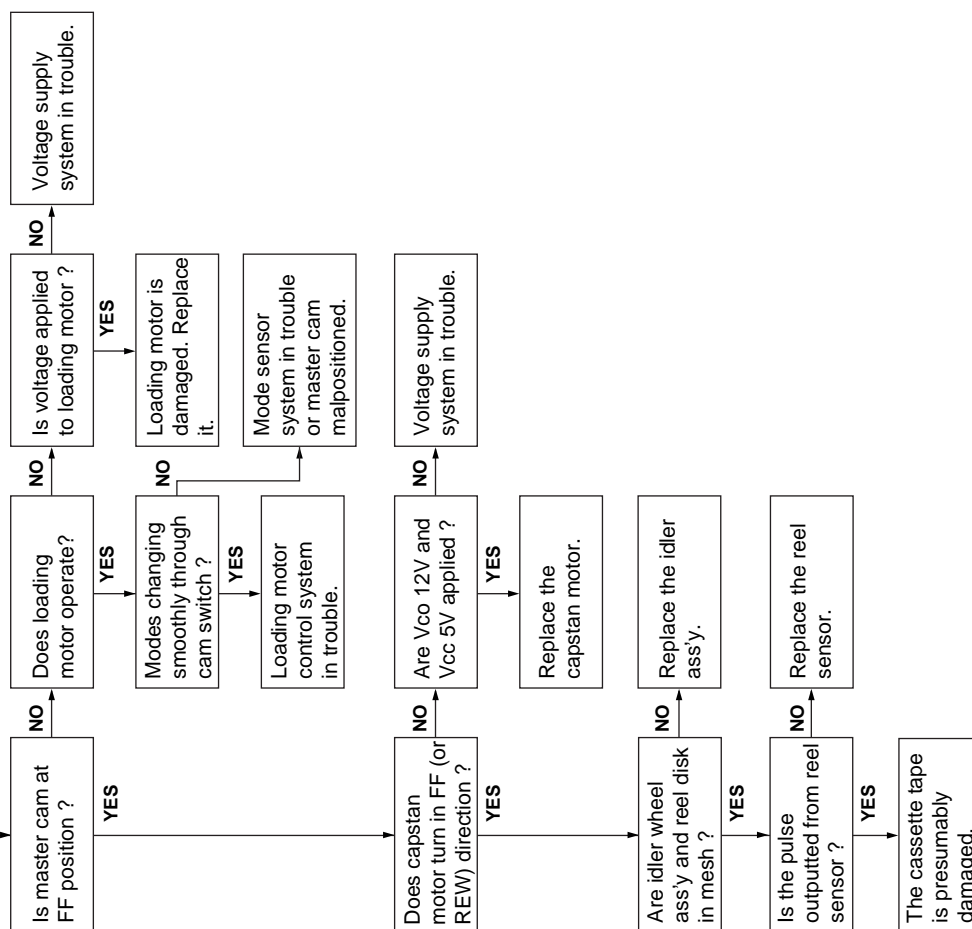 Is master cam at
FF position ?
NO
YES
Does loading
motor operate?
NO
YES
Is voltage applied
to loading motor ?
NO
YES
Voltage supply
system in trouble.
Loading motor is
damaged. Replace
it.
Modes changing
smoothly through
cam switch ?
NO
YES
Mode sensor
system in trouble
or master cam
malpositioned.
Loading motor
control system
in trouble.
Does capstan
motor turn in FF (or
REW) direction ?
NO
YES
Are Vco 12V and
Vcc 5V applied ?
NO
YES
Voltage supply
system in trouble.
Replace the
capstan motor.
Are idler wheel
ass'y and reel disk
in mesh ?
NO
YES
Replace the idler
ass'y.
Is the pulse
outputted from reel
sensor ?
NO
YES
Replace the reel
sensor.
The cassette tape
is presumably
damaged.